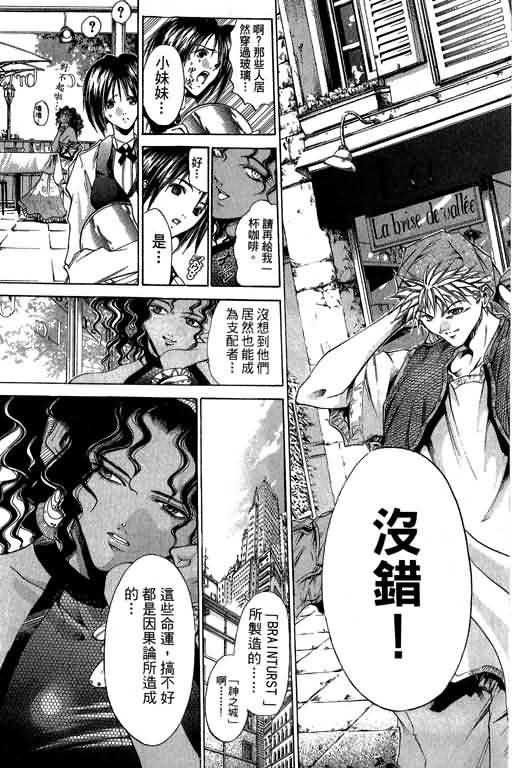 La brise de vallée
沒錯！
啊？那些人居
然穿過玻璃…
小妹妹…
請再給我一
杯咖啡。
好…
是…
？
？
對不起啦
沒想到他們
居然也能成
為支配者…
「BRAINTURST」
所製造的……
「神之城」
啊………
這些命運，搞不好
都是因果論所造成
的…